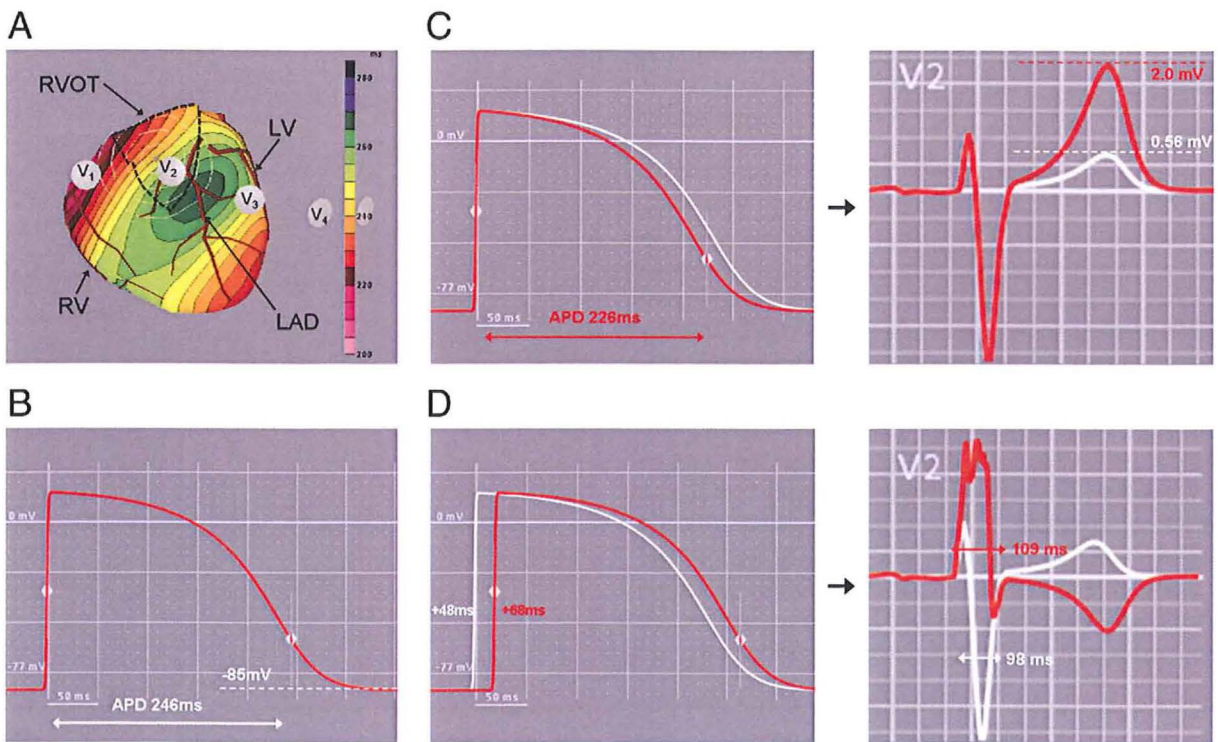 A
RVOT
LV
V1
V2
V3
V4
RV
LAD
ms
280
260
240
220
200
B
0 mV
-77 mV
-85mV
50 ms
APD 246ms
C
0 mV
-77 mV
50 ms
APD 226ms
V2
2.0 mV
0.56 mV
D
0 mV
+48ms
+68ms
-77 mV
50 ms
V2
109 ms
98 ms